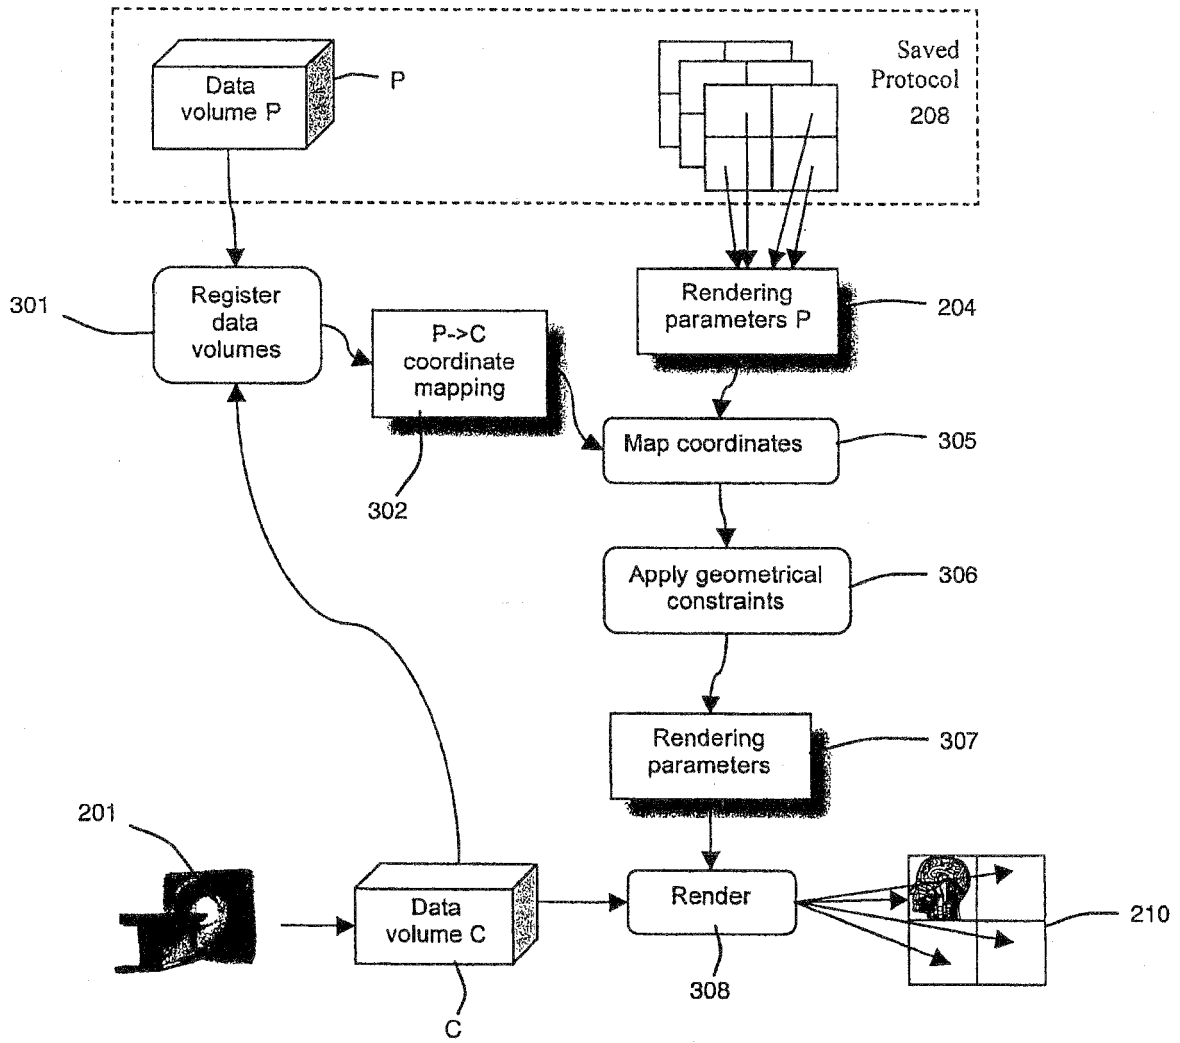 Data
volume P
P
Saved
Protocol
208
301
Register
data
volumes
P->C
coordinate
mapping
302
Rendering
parameters P
204
Map coordinates
305
Apply geometrical
constraints
306
Rendering
parameters
307
201
Data
volume C
C
Render
308
210